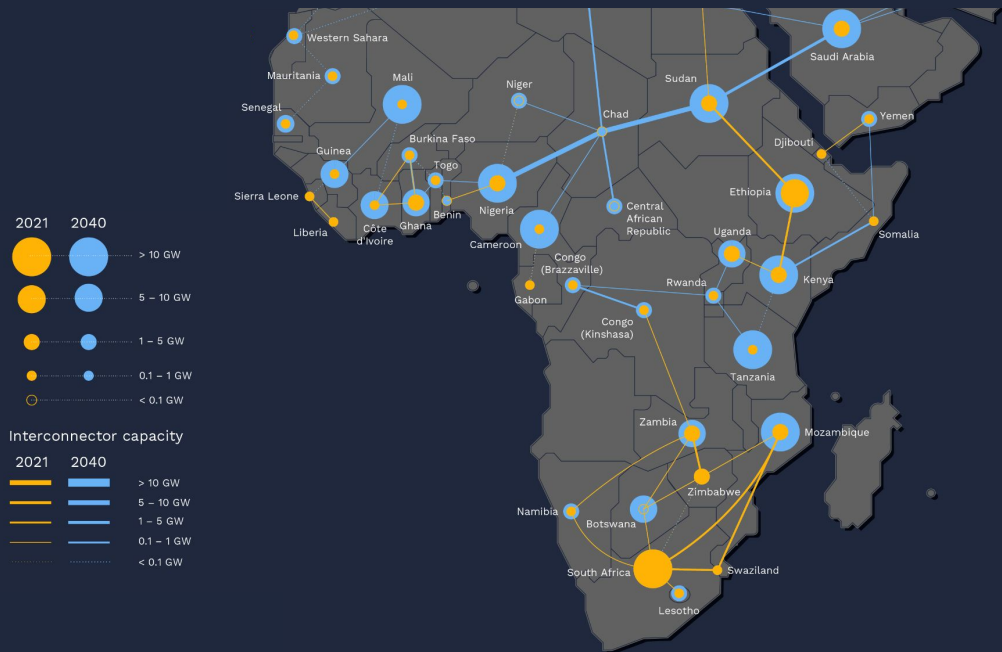 Western Sahara
Saudi Arabia
Mauritania
Mali
Niger
Sudan
Senegal
Chad
Yemen
Burkina Faso
Djibouti
Guinea
Togo
Sierra Leone
Ethiopia
Nigeria
Benin
Ghana
Liberia
Côte
d'Ivoire
Central
African
Republic
Cameroon
Uganda
Somalia
Congo
(Brazzaville)
Rwanda
Kenya
Gabon
Congo
(Kinshasa)
Tanzania
Zambia
Mozambique
Zimbabwe
Namibia
Botswana
South Africa
Swaziland
Lesotho
2021 2040
> 10 GW
5 – 10 GW
1 – 5 GW
0.1 – 1 GW
< 0.1 GW
Interconnector capacity
2021 2040
> 10 GW
5 – 10 GW
1 – 5 GW
0.1 – 1 GW
< 0.1 GW